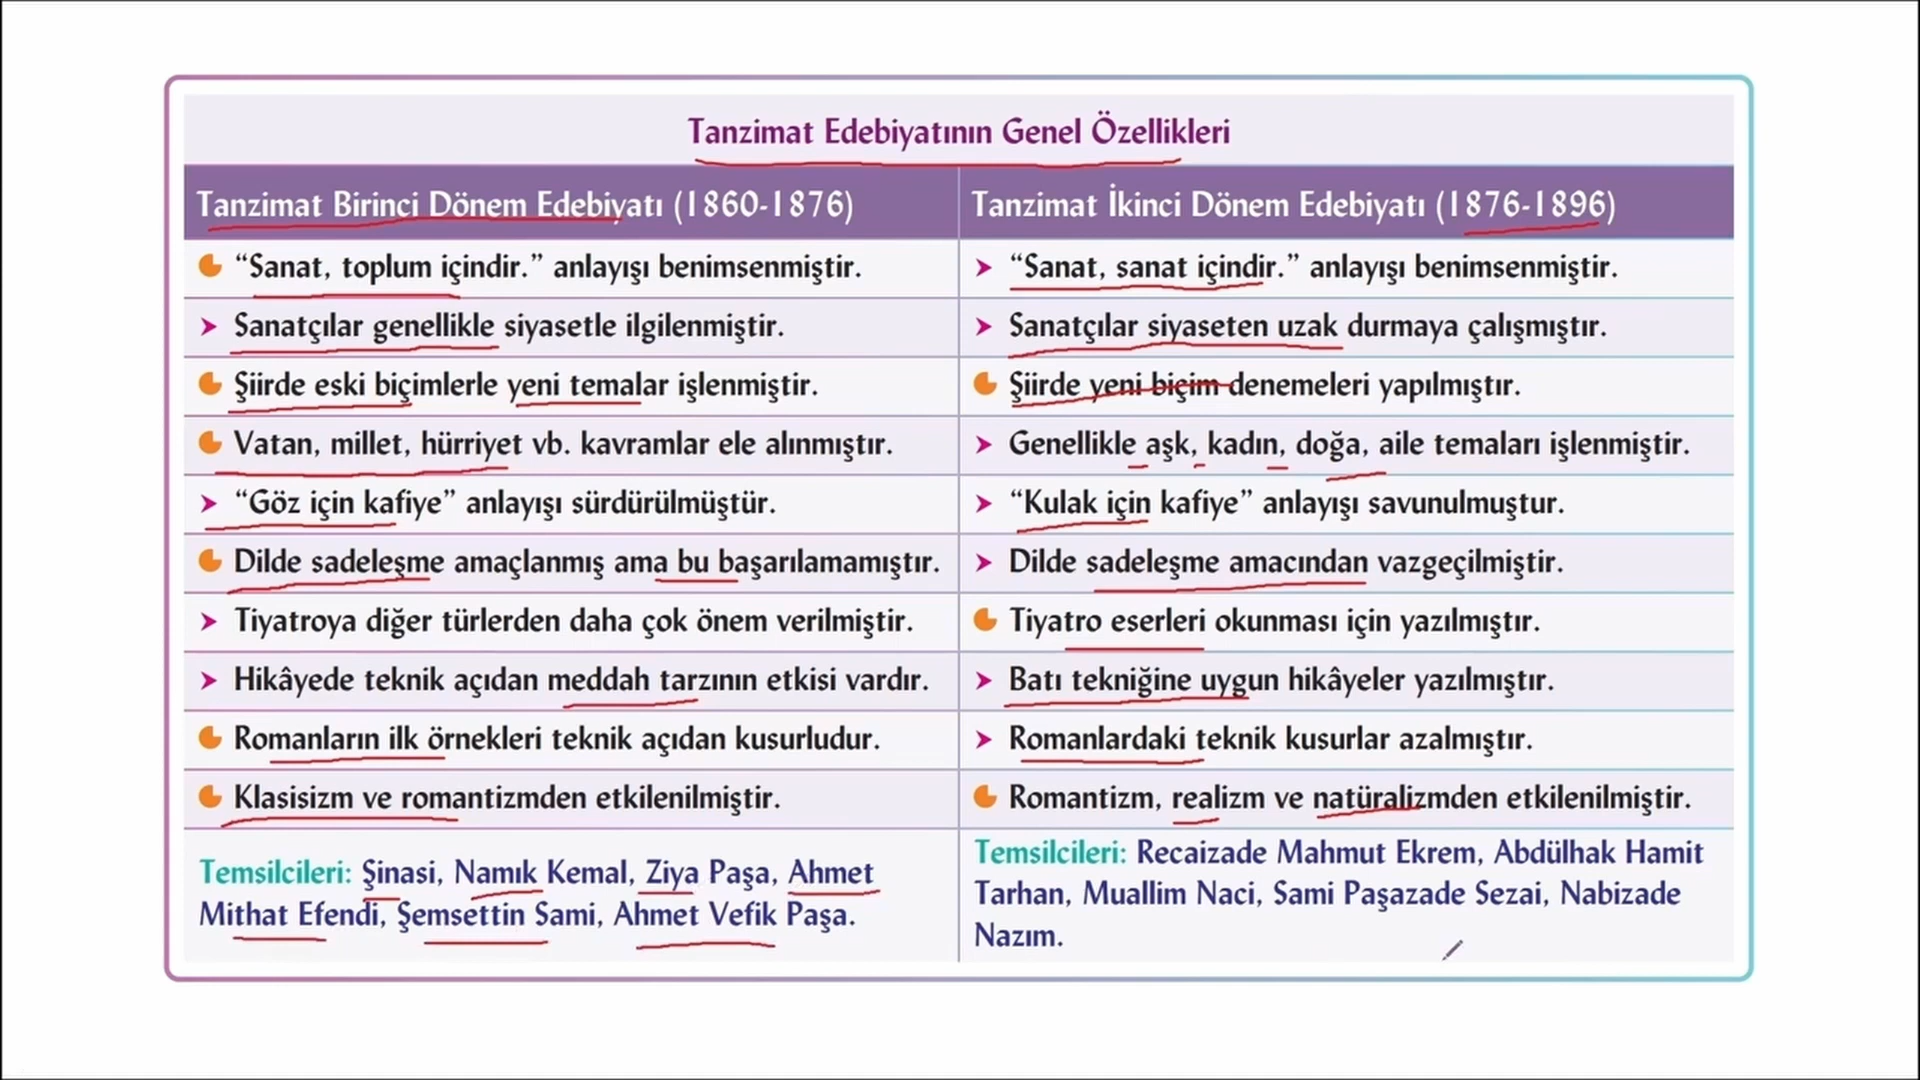 Tanzimat Edebiyatının Genel Özellikleri
Tanzimat Birinci Dönem Edebiyatı (1860-1876)
Tanzimat İkinci Dönem Edebiyatı (1876-1896)
“Sanat, toplum içindir.” anlayışı benimsenmiştir.
“Sanat, sanat içindir.” anlayışı benimsenmiştir.
Sanatçılar genellikle siyasetle ilgilenmiştir.
Sanatçılar siyaseten uzak durmaya çalışmıştır.
Şiirde eski biçimlerle yeni temalar işlenmiştir.
Şiirde yeni biçim denemeleri yapılmıştır.
Vatan, millet, hürriyet vb. kavramlar ele alınmıştır.
Genellikle aşk, kadın, doğa, aile temaları işlenmiştir.
“Göz için kafiye” anlayışı sürdürülmüştür.
“Kulak için kafiye” anlayışı savunulmuştur.
Dilde sadeleşme amaçlanmış ama bu başarılamamıştır.
Dilde sadeleşme amacından vazgeçilmiştir.
Tiyatroya diğer türlerden daha çok önem verilmiştir.
Tiyatro eserleri okunması için yazılmıştır.
Hikâyede teknik açıdan meddah tarzının etkisi vardır.
Batı tekniğine uygun hikâyeler yazılmıştır.
Romanların ilk örnekleri teknik açıdan kusurludur.
Romanlardaki teknik kusurlar azalmıştır.
Klasisizm ve romantizmden etkilenilmiştir.
Romantizm, realizm ve natüralizmden etkilenilmiştir.
Temsilcileri: Şinasi, Namık Kemal, Ziya Paşa, Ahmet
Mithat Efendi, Şemsettin Sami, Ahmet Vefik Paşa.
Temsilcileri: Recaizade Mahmut Ekrem, Abdülhak Hamit
Tarhan, Muallim Naci, Sami Paşazade Sezai, Nabizade
Nazım.